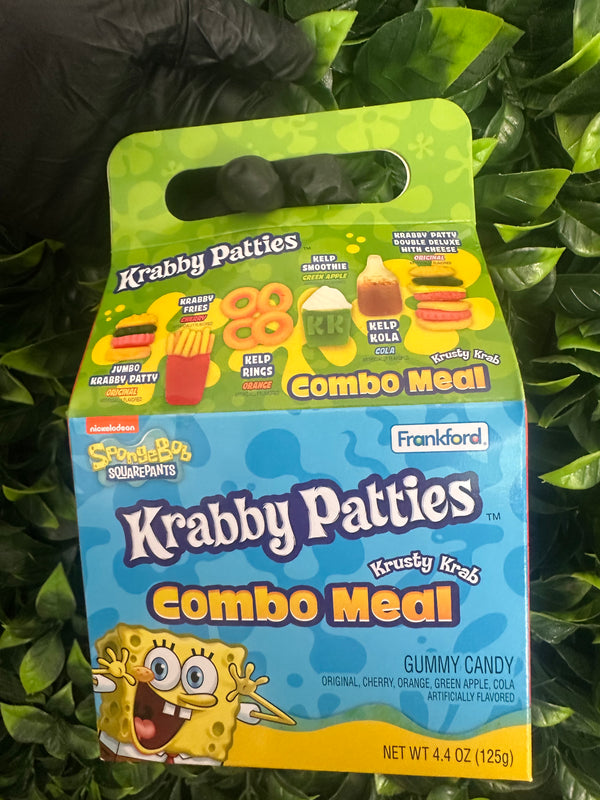 Krabby Patties
KRABBY PATTY
DOUBLE DELUXE
WITH CHEESE
ORIGINAL
KELP
SMOOTHIE
GREEN APPLE
KRABBY
FRIES
CHERRY
JUMBO
KRABBY PATTY
ORIGINAL
KELP
RINGS
ORANGE
KELP
KOLA
COLA
KK
Krusty Krab
Combo Meal
nickelodeon
SpongeBob
SQUAREPANTS
Frankford.
Krabby Patties TM
Krusty Krab
Combo Meal
GUMMY CANDY
ORIGINAL, CHERRY, ORANGE, GREEN APPLE, COLA
ARTIFICIALLY FLAVORED
NET WT 4.4 OZ (125g)